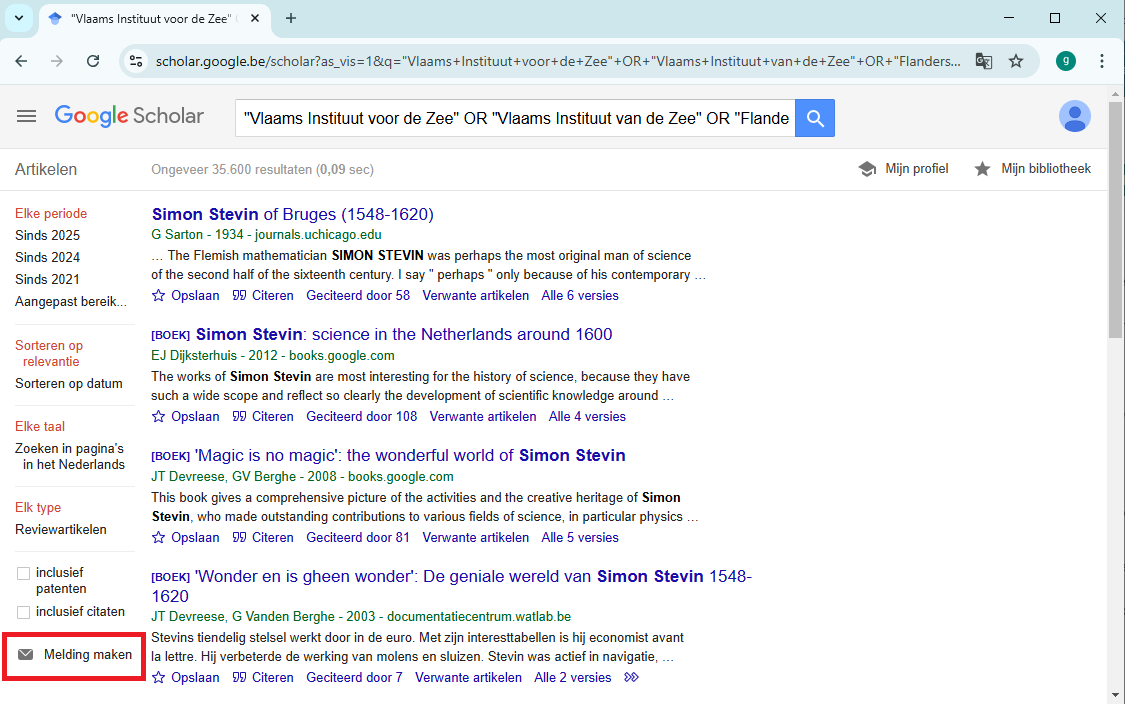 "Vlaams Instituut voor de Zee"
scholar.google.be/scholar?as_vis=1&q="Vlaams+Instituut+voor+de+Zee"+OR+"Vlaams+Instituut+van+de+Zee"+OR+"Flanders...
g
Google Scholar
"Vlaams Instituut voor de Zee" OR "Vlaams Instituut van de Zee" OR "Flande
Artikelen
Ongeveer 35.600 resultaten (0,09 sec)
Mijn profiel
Mijn bibliotheek
Elke periode
Sinds 2025
Sinds 2024
Sinds 2021
Aangepast bereik...
Sorteren op
relevantie
Sorteren op datum
Elke taal
Zoeken in pagina's
in het Nederlands
Elk type
Reviewartikelen
inclusief
patenten
inclusief citaten
Melding maken
Simon Stevin of Bruges (1548-1620)
G Sarton - 1934 - journals.uchicago.edu
… The Flemish mathematician SIMON STEVIN was perhaps the most original man of science
of the second half of the sixteenth century. I say " perhaps " only because of his contemporary …
Opslaan Citeren Geciteerd door 58 Verwante artikelen Alle 6 versies
[BOEK] Simon Stevin: science in the Netherlands around 1600
EJ Dijksterhuis - 2012 - books.google.com
The works of Simon Stevin are most interesting for the history of science, because they have
such a wide scope and reflect so clearly the development of scientific knowledge around …
Opslaan Citeren Geciteerd door 108 Verwante artikelen Alle 4 versies
[BOEK] 'Magic is no magic': the wonderful world of Simon Stevin
JT Devreese, GV Berghe - 2008 - books.google.com
This book gives a comprehensive picture of the activities and the creative heritage of Simon
Stevin, who made outstanding contributions to various fields of science, in particular physics …
Opslaan Citeren Geciteerd door 81 Verwante artikelen Alle 5 versies
[BOEK] 'Wonder en is gheen wonder': De geniale wereld van Simon Stevin 1548-
1620
JT Devreese, G Vanden Berghe - 2003 - documentatiecentrum.watlab.be
Stevins tiendelig stelsel werkt door in de euro. Met zijn interesttabellen is hij economist avant
la lettre. Hij verbeterde de werking van molens en sluizen. Stevin was actief in navigatie, …
Opslaan Citeren Geciteerd door 7 Verwante artikelen Alle 2 versies